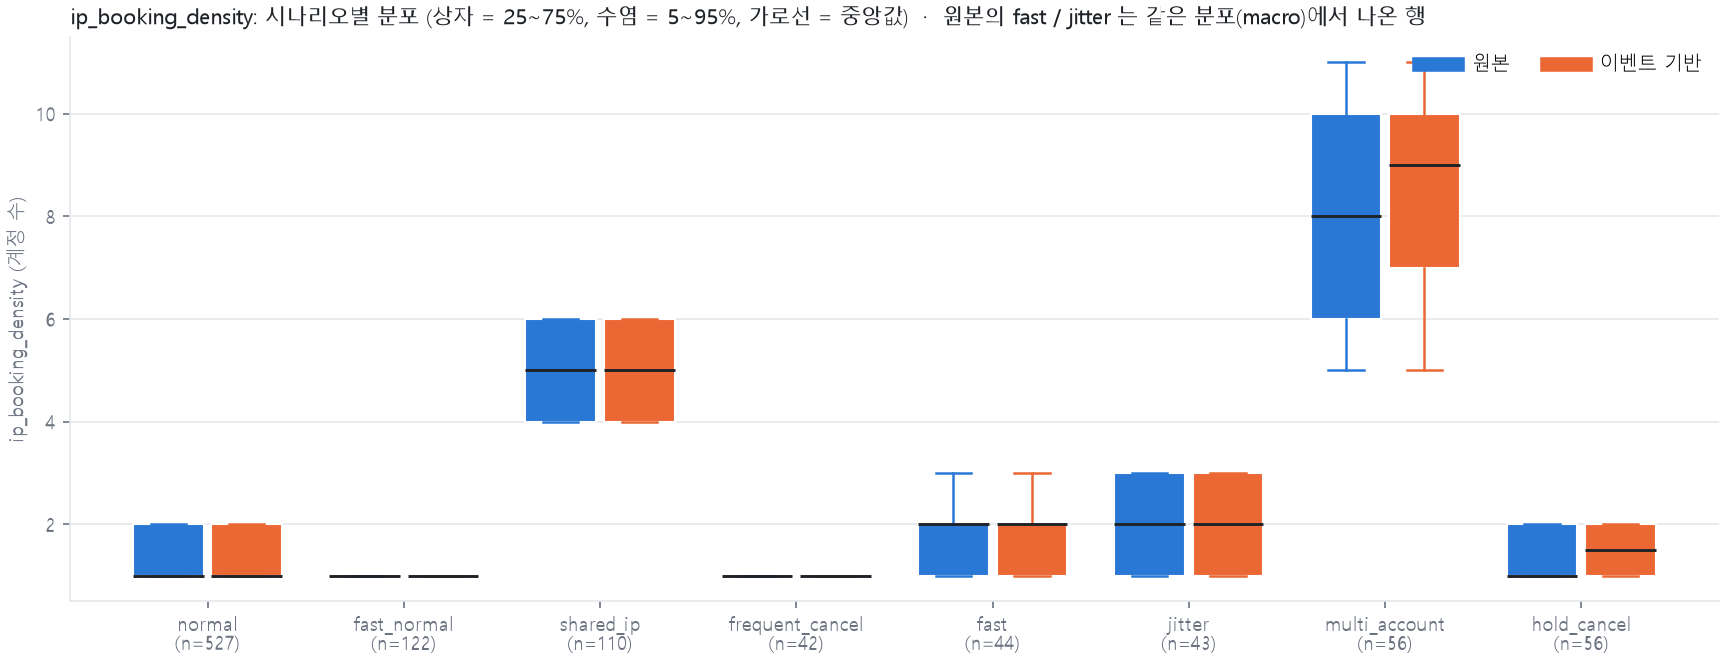 ip_booking_density: 시나리오별 분포 (상자 = 25~75%, 수염 = 5~95%, 가로선 = 중앙값)  ·  원본의 fast / jitter 는 같은 분포(macro)에서 나온 행
원본
이벤트 기반
ip_booking_density (계정 수)
10
8
6
4
2
normal
(n=527)
fast_normal
(n=122)
shared_ip
(n=110)
frequent_cancel
(n=42)
fast
(n=44)
jitter
(n=43)
multi_account
(n=56)
hold_cancel
(n=56)